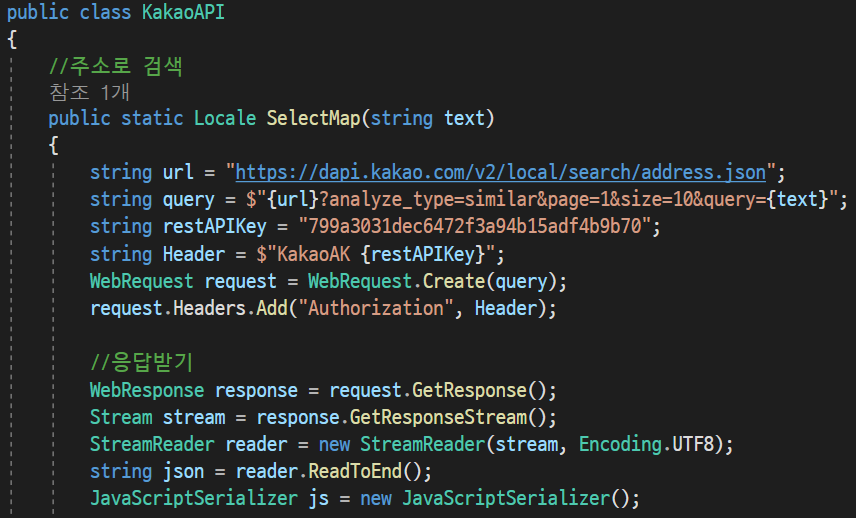 public class KakaoAPI
{
//주소로 검색
참조 1개
public static Locale SelectMap(string text)
{
string url = "https://dapi.kakao.com/v2/local/search/address.json";
string query = $"{url}?analyze_type=similar&page=1&size=10&query={text}";
string restAPIKey = "799a3031dec6472f3a94b15adf4b9b70";
string Header = $"KakaoAK {restAPIKey}";
WebRequest request = WebRequest.Create(query);
request.Headers.Add("Authorization", Header);
//응답받기
WebResponse response = request.GetResponse();
Stream stream = response.GetResponseStream();
StreamReader reader = new StreamReader(stream, Encoding.UTF8);
string json = reader.ReadToEnd();
JavaScriptSerializer js = new JavaScriptSerializer();